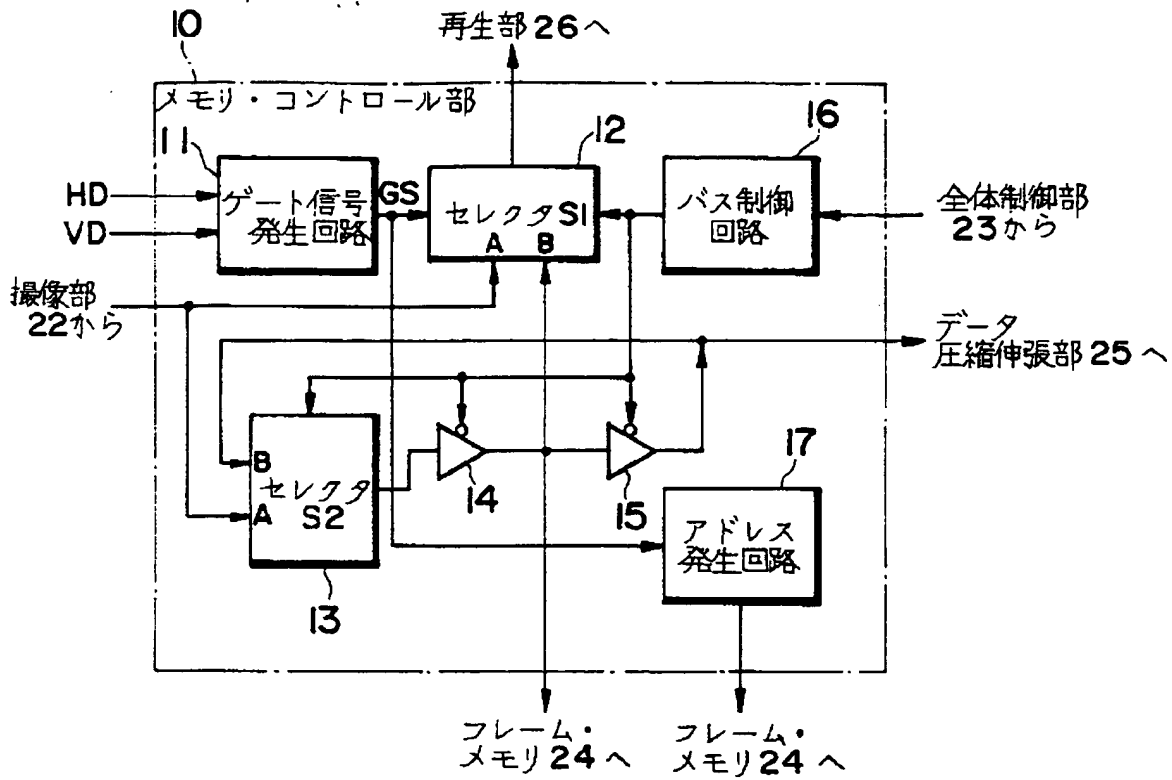 再生部26へ
10
メモリ・コントロール部
11
12
16
HD
VD
ゲート信号
発生回路
GS
セレクタ S1
A B
バス制御
回路
全体制御部
23から
撮像部
22から
データ
圧縮伸張部25へ
B
セレクタ
A S2
14
15
17
アドレス
発生回路
13
フレーム・
メモリ24へ
フレーム・
メモリ24へ